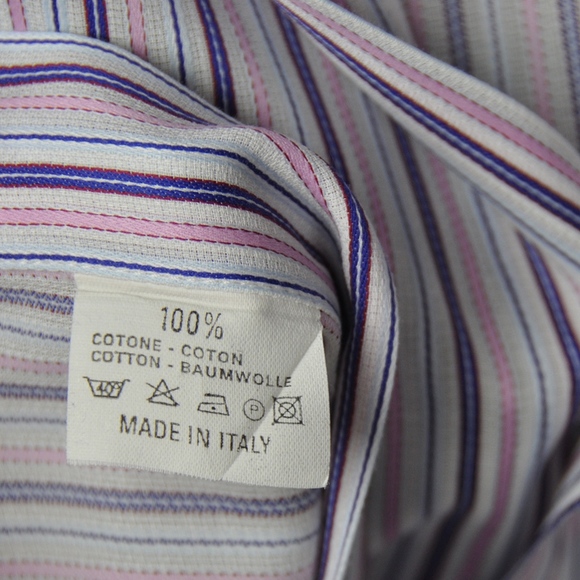 100%
COTONE - COTON
COTTON - BAUMWOLLE
40° P
MADE IN ITALY